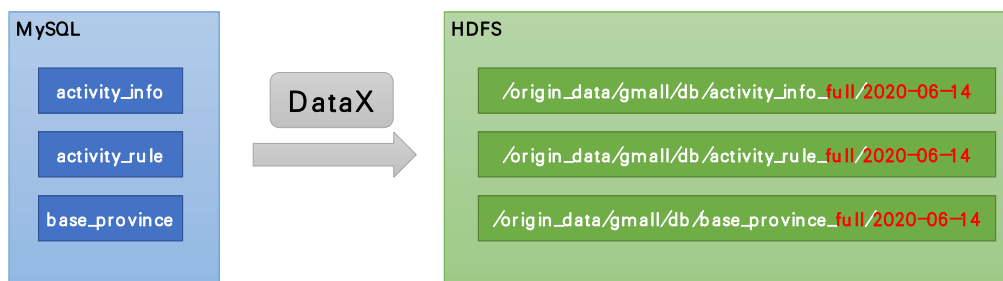 MySQL
activity_info
activity_rule
base_province
DataX
HDFS
/origin_data/gmall/db/activity_info_full/2020-06-14
/origin_data/gmall/db/activity_rule_full/2020-06-14
/origin_data/gmall/db/base_province_full/2020-06-14